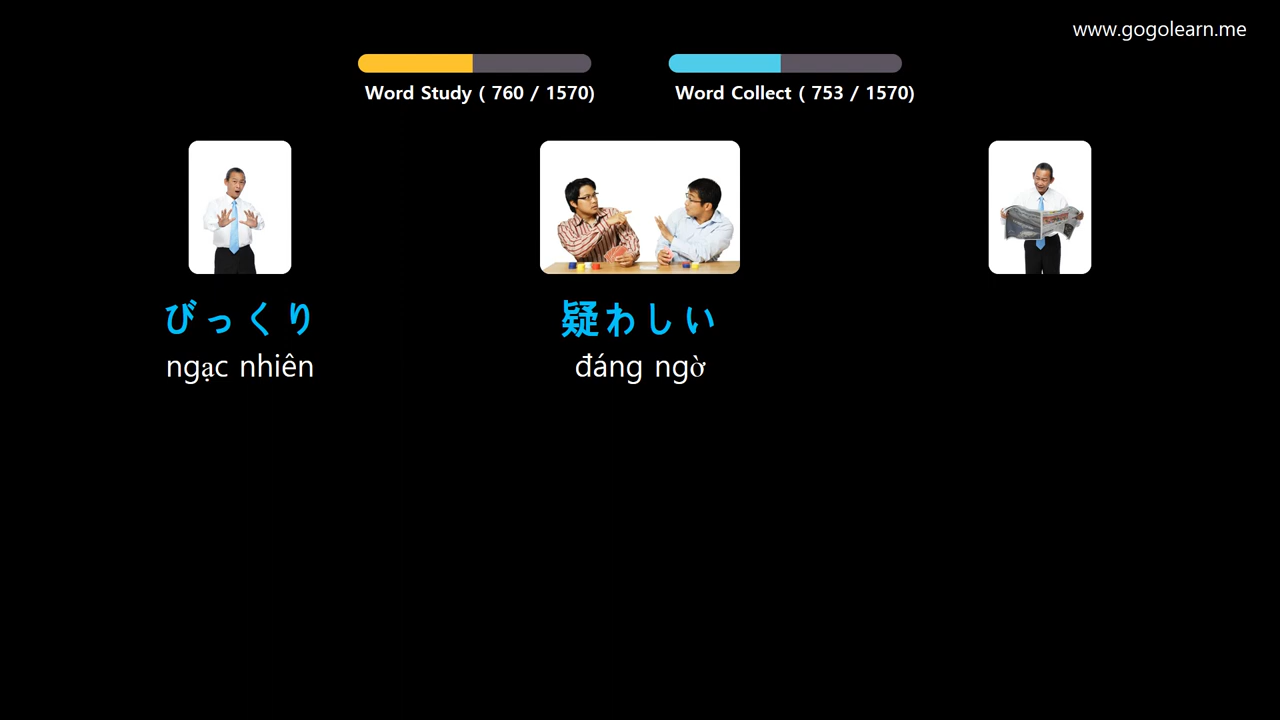 www.gogolearn.me
Word Study ( 760 / 1570)
Word Collect ( 753 / 1570)
びっくり
疑わしい
ngạc nhiên
đáng ngờ